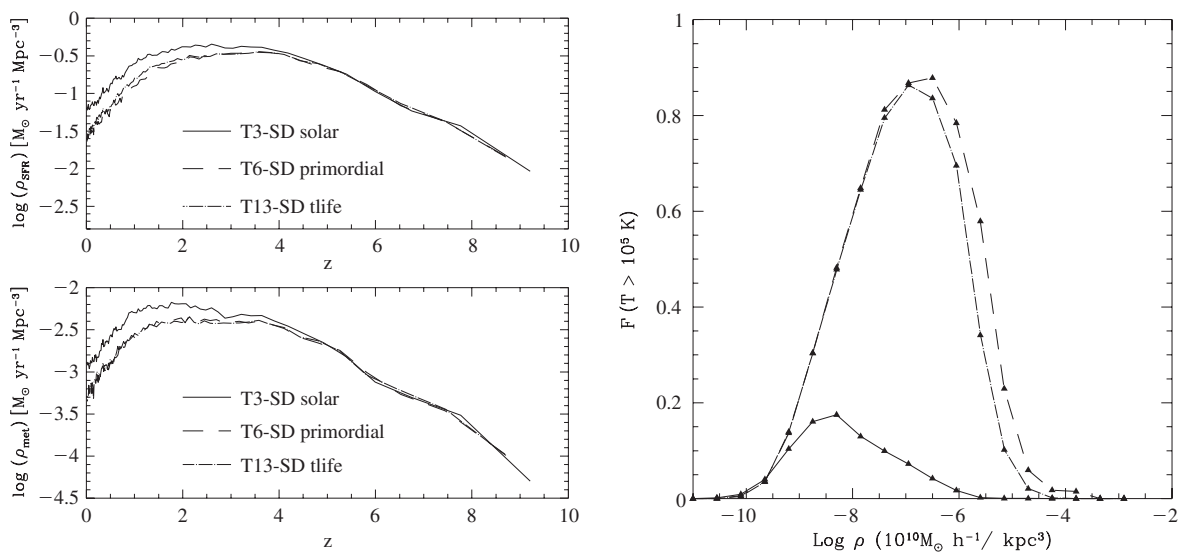 log (ρSFR) [M⊙ yr⁻¹ Mpc⁻³]
0
−0.5
−1
−1.5
−2
−2.5
T3-SD solar
T6-SD primordial
T13-SD tlife
0 2 4 6 8 10
z
log (ρmet) [M⊙ yr⁻¹ Mpc⁻³]
−2
−2.5
−3
−3.5
−4
−4.5
T3-SD solar
T6-SD primordial
T13-SD tlife
0 2 4 6 8 10
z
F (T > 10⁵ K)
1
0.8
0.6
0.4
0.2
0
−10 −8 −6 −4 −2
Log ρ (10¹⁰M⊙ h⁻¹/ kpc³)